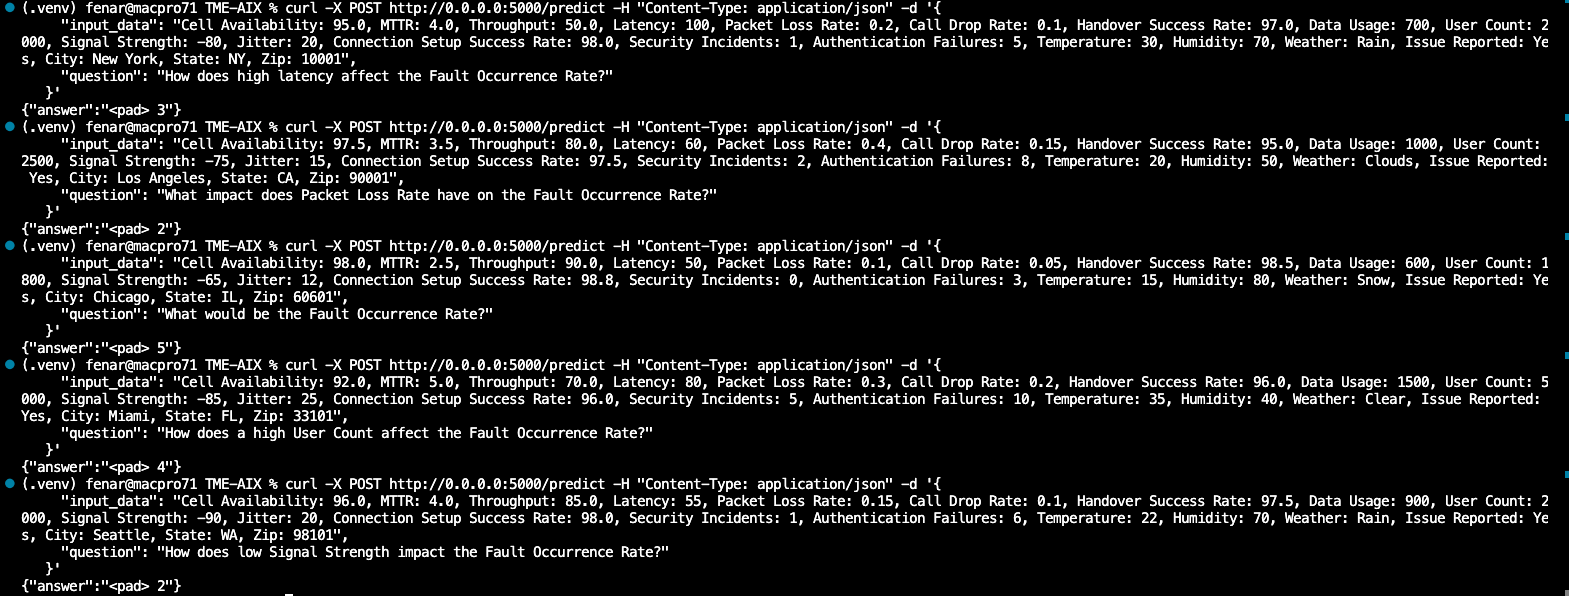 (.venv) fenar@macpro71 TME-AIX % curl -X POST http://0.0.0.0:5000/predict -H "Content-Type: application/json" -d '{
     "input_data": "Cell Availability: 95.0, MTTR: 4.0, Throughput: 50.0, Latency: 100, Packet Loss Rate: 0.2, Call Drop Rate: 0.1, Handover Success Rate: 97.0, Data Usage: 700, User Count: 2
000, Signal Strength: -80, Jitter: 20, Connection Setup Success Rate: 98.0, Security Incidents: 1, Authentication Failures: 5, Temperature: 30, Humidity: 70, Weather: Rain, Issue Reported: Ye
s, City: New York, State: NY, Zip: 10001",
     "question": "How does high latency affect the Fault Occurrence Rate?"
   }'
{"answer":"<pad> 3"}
(.venv) fenar@macpro71 TME-AIX % curl -X POST http://0.0.0.0:5000/predict -H "Content-Type: application/json" -d '{
     "input_data": "Cell Availability: 97.5, MTTR: 3.5, Throughput: 80.0, Latency: 60, Packet Loss Rate: 0.4, Call Drop Rate: 0.15, Handover Success Rate: 95.0, Data Usage: 1000, User Count:
2500, Signal Strength: -75, Jitter: 15, Connection Setup Success Rate: 97.5, Security Incidents: 2, Authentication Failures: 8, Temperature: 20, Humidity: 50, Weather: Clouds, Issue Reported:
 Yes, City: Los Angeles, State: CA, Zip: 90001",
     "question": "What impact does Packet Loss Rate have on the Fault Occurrence Rate?"
   }'
{"answer":"<pad> 2"}
(.venv) fenar@macpro71 TME-AIX % curl -X POST http://0.0.0.0:5000/predict -H "Content-Type: application/json" -d '{
     "input_data": "Cell Availability: 98.0, MTTR: 2.5, Throughput: 90.0, Latency: 50, Packet Loss Rate: 0.1, Call Drop Rate: 0.05, Handover Success Rate: 98.5, Data Usage: 600, User Count: 1
800, Signal Strength: -65, Jitter: 12, Connection Setup Success Rate: 98.8, Security Incidents: 0, Authentication Failures: 3, Temperature: 15, Humidity: 80, Weather: Snow, Issue Reported: Ye
s, City: Chicago, State: IL, Zip: 60601",
     "question": "What would be the Fault Occurrence Rate?"
   }'
{"answer":"<pad> 5"}
(.venv) fenar@macpro71 TME-AIX % curl -X POST http://0.0.0.0:5000/predict -H "Content-Type: application/json" -d '{
     "input_data": "Cell Availability: 92.0, MTTR: 5.0, Throughput: 70.0, Latency: 80, Packet Loss Rate: 0.3, Call Drop Rate: 0.2, Handover Success Rate: 96.0, Data Usage: 1500, User Count: 5
000, Signal Strength: -85, Jitter: 25, Connection Setup Success Rate: 96.0, Security Incidents: 5, Authentication Failures: 10, Temperature: 35, Humidity: 40, Weather: Clear, Issue Reported:
Yes, City: Miami, State: FL, Zip: 33101",
     "question": "How does a high User Count affect the Fault Occurrence Rate?"
   }'
{"answer":"<pad> 4"}
(.venv) fenar@macpro71 TME-AIX % curl -X POST http://0.0.0.0:5000/predict -H "Content-Type: application/json" -d '{
     "input_data": "Cell Availability: 96.0, MTTR: 4.0, Throughput: 85.0, Latency: 55, Packet Loss Rate: 0.15, Call Drop Rate: 0.1, Handover Success Rate: 97.5, Data Usage: 900, User Count: 2
000, Signal Strength: -90, Jitter: 20, Connection Setup Success Rate: 98.0, Security Incidents: 1, Authentication Failures: 6, Temperature: 22, Humidity: 70, Weather: Rain, Issue Reported: Ye
s, City: Seattle, State: WA, Zip: 98101",
     "question": "How does low Signal Strength impact the Fault Occurrence Rate?"
   }'
{"answer":"<pad> 2"}